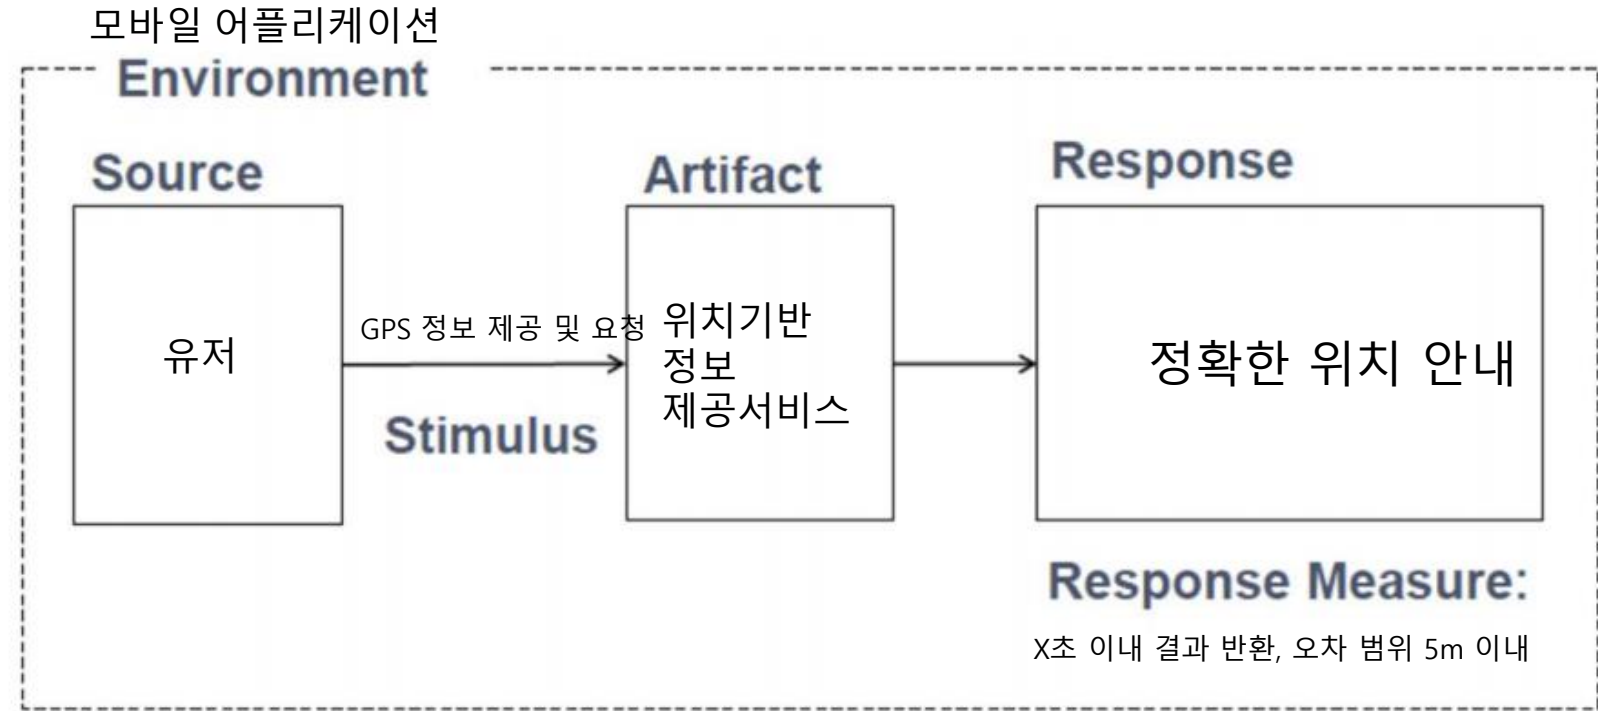 모바일 어플리케이션
Environment
Source
Artifact
Response
유저
GPS 정보 제공 및 요청
Stimulus
위치기반
정보
제공서비스
정확한 위치 안내
Response Measure:
X초 이내 결과 반환, 오차 범위 5m 이내